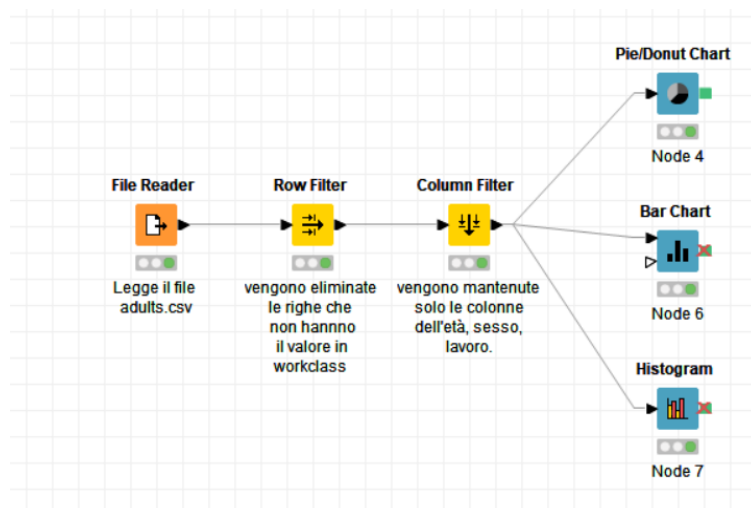 Pie/Donut Chart
Node 4
File Reader
Row Filter
Column Filter
Legge il file
adults.csv
vengono eliminate
le righe che
non hannno
il valore in
workclass
vengono mantenute
solo le colonne
dell'età, sesso,
lavoro.
Bar Chart
Node 6
Histogram
Node 7